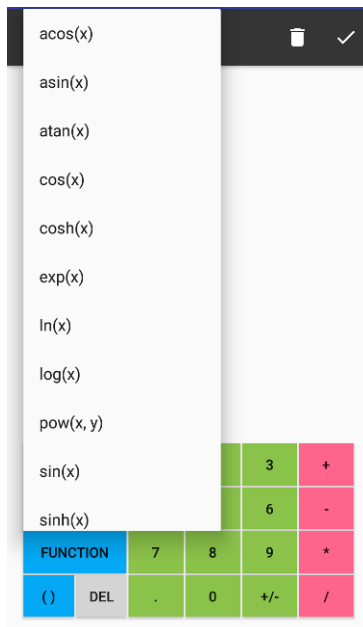 acos(x)
asin(x)
atan(x)
cos(x)
cosh(x)
exp(x)
ln(x)
log(x)
pow(x, y)
sin(x)
sinh(x)
3 +
6 -
FUNCTION 7 8 9 *
( ) DEL . 0 +/- /